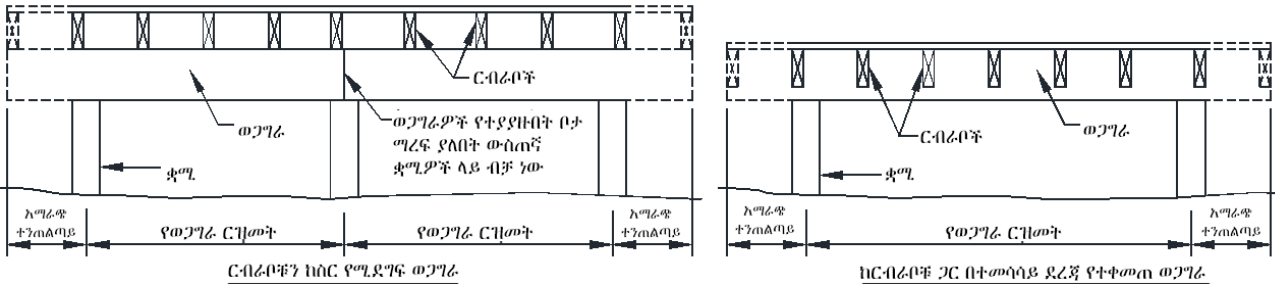 ርብራቦች
ወጋግራ
ወጋግራዎች የተያያዙበት ቦታ
ማረፍ ያለበት ውስጠኛ
ቋሚዎች ላይ ብቻ ነው
ቋሚ
አማራጭ
ተንጠልጣይ
የወጋግራ ርዝመት
የወጋግራ ርዝመት
አማራጭ
ተንጠልጣይ
ርብራቦቹን ከስር የሚደግፍ ወጋግራ
ርብራቦች
ወጋግራ
ቋሚ
አማራጭ
ተንጠልጣይ
የወጋግራ ርዝመት
አማራጭ
ተንጠልጣይ
ከርብራቦቹ ጋር በተመሳሳይ ደረጃ የተቀመጠ ወጋግራ